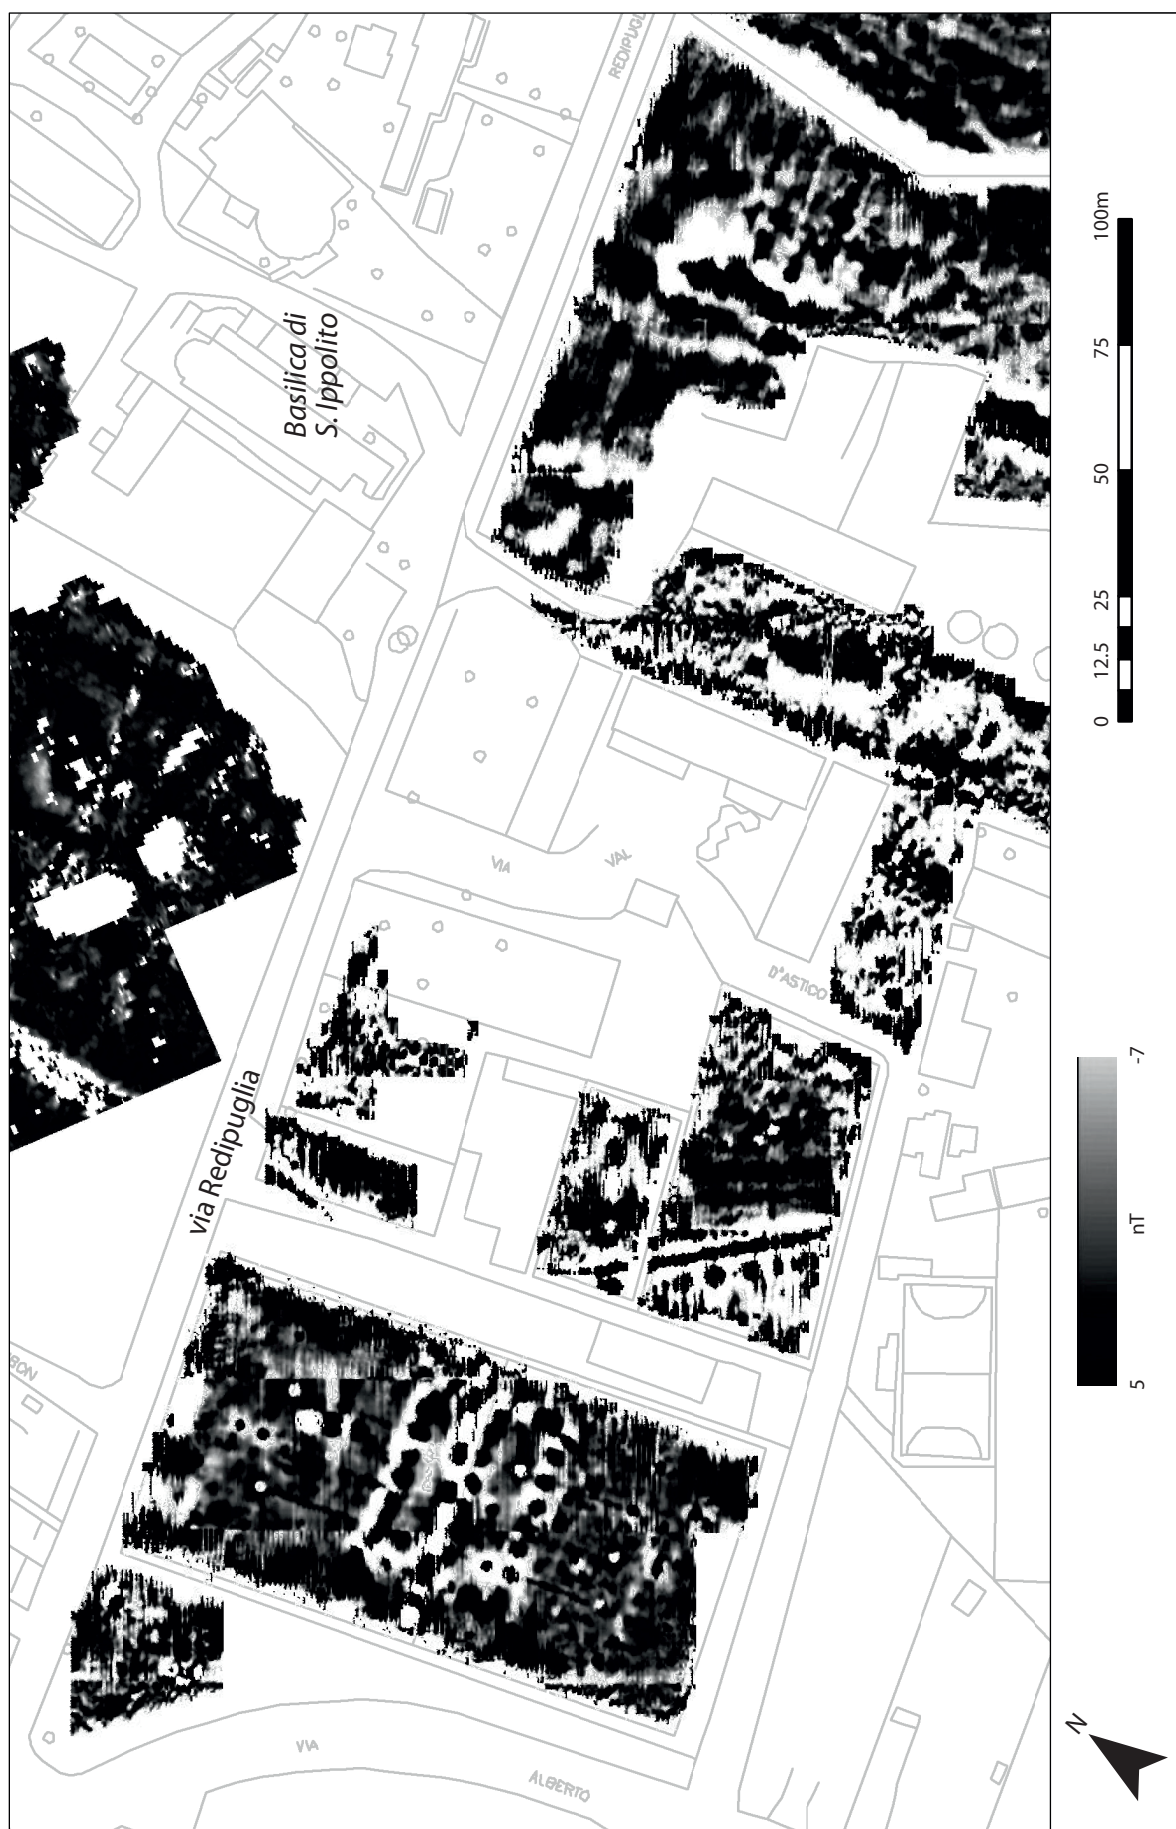 REDIPUGL
Basilica di
S. Ippolito
VIA
VAL
D'ASTICO
via Redipuglia
BON
VIA
ALBERTO
0
12.5
25
50
75
100m
5
nT
-7
N